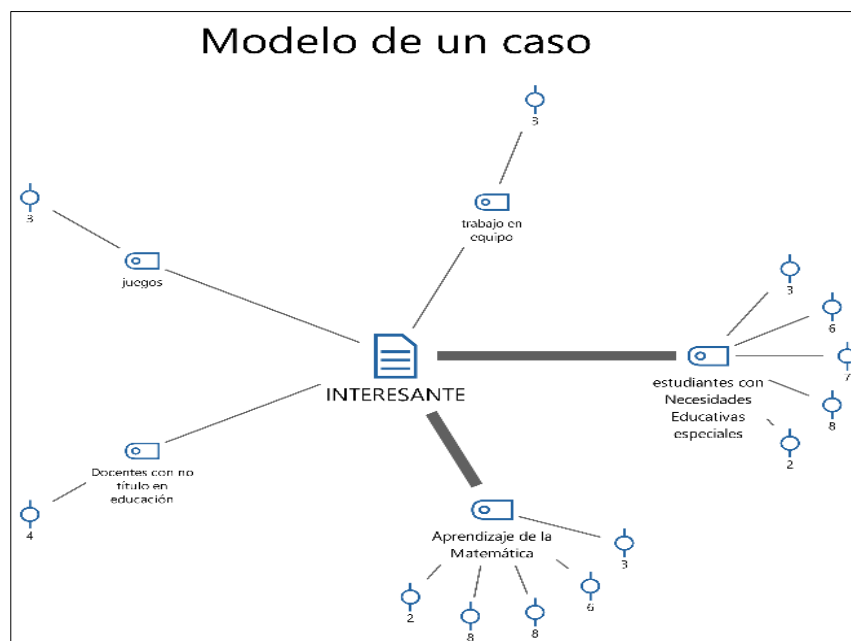 Modelo de un caso
3
3
trabajo en
equipo
juegos
3
6
7
INTERESANTE
estudiantes con
Necesidades
Educativas
especiales
8
2
Docentes con no
título en
educación
4
Aprendizaje de la
Matemática
3
6
2
8
8